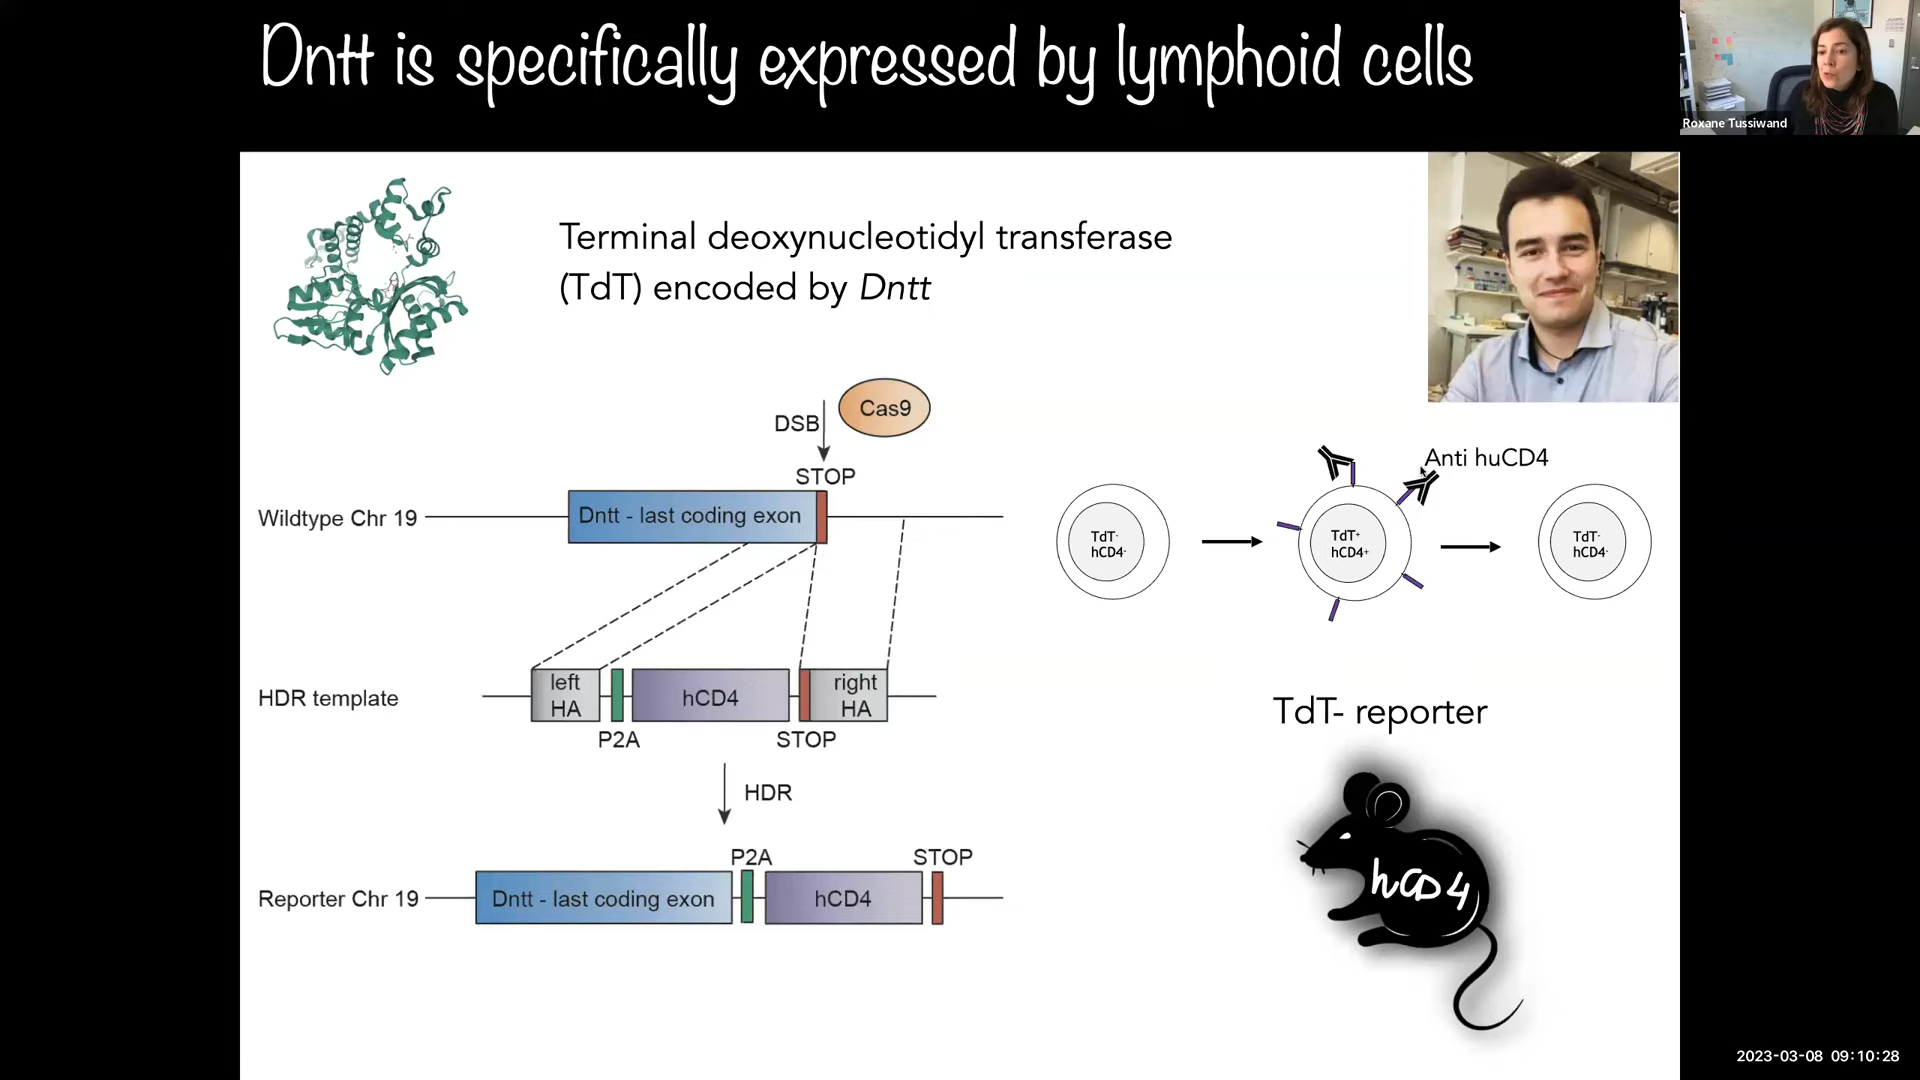 Dntt is specifically expressed by lymphoid cells
Roxane Tussiwand
Terminal deoxynucleotidyl transferase
(TdT) encoded by Dntt
Cas9
DSB
STOP
Wildtype Chr 19
Dntt - last coding exon
HDR template
left
HA
P2A
hCD4
STOP
right
HA
HDR
P2A
STOP
Reporter Chr 19
Dntt - last coding exon
hCD4
Anti huCD4
TdT-
hCD4-
TdT+
hCD4+
TdT-
hCD4-
TdT- reporter
hCD4
2023-03-08 09:10:28